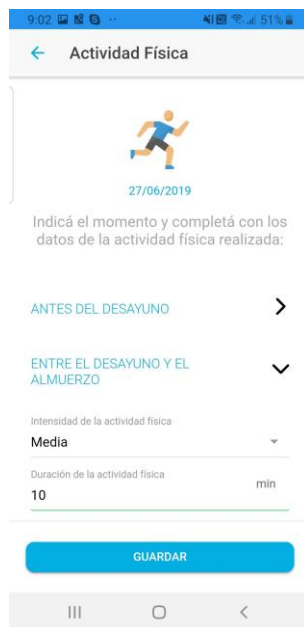 9:02
51%
Actividad Física
27/06/2019
Indicá el momento y completá con los
datos de la actividad física realizada:
ANTES DEL DESAYUNO
ENTRE EL DESAYUNO Y EL
ALMUERZO
Intensidad de la actividad física
Media
Duración de la actividad física
10
min
GUARDAR